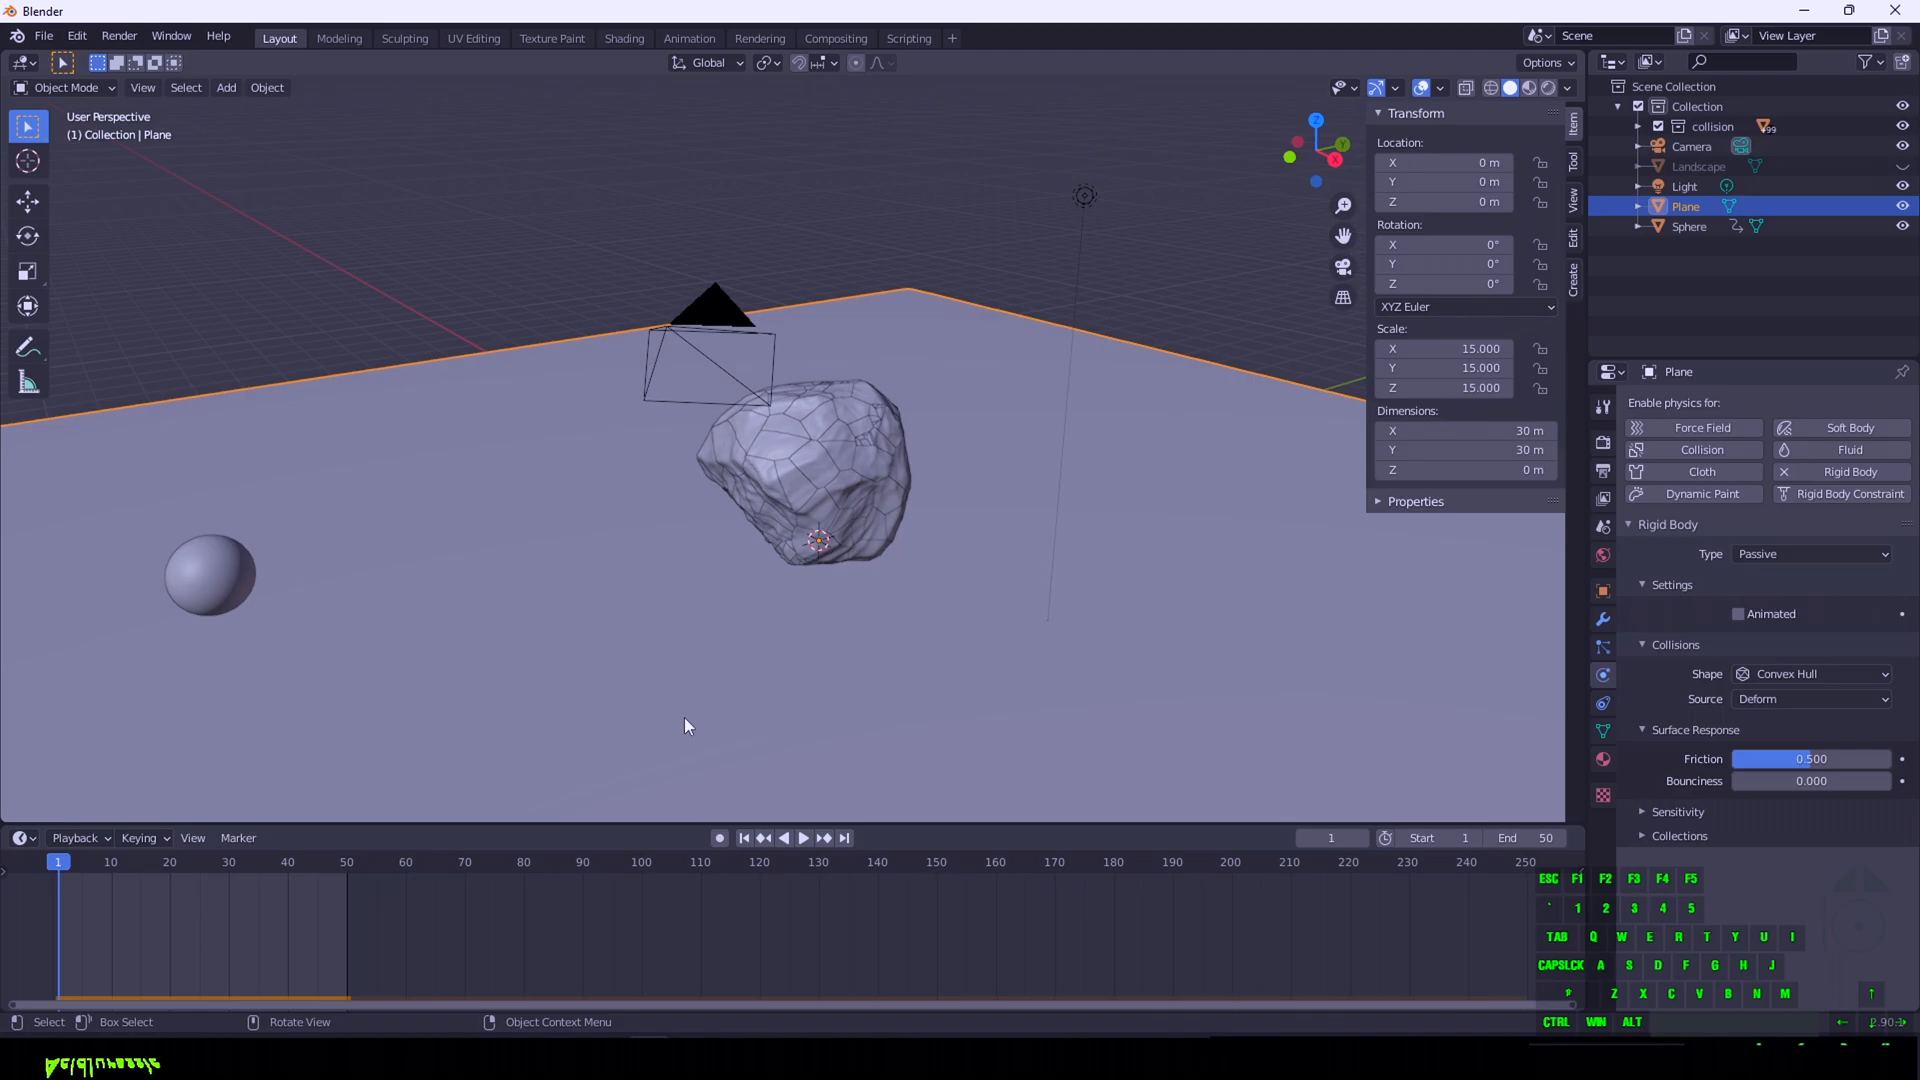 Blender
File Edit Render Window Help Layout Modeling Sculpting UV Editing Texture Paint Shading Animation Rendering Compositing Scripting + Scene View Layer
Global Options
Object Mode View Select Add Object
User Perspective
(1) Collection | Plane
Z
Y
X
Transform
Location:
X 0 m
Y 0 m
Z 0 m
Rotation:
X 0°
Y 0°
Z 0°
XYZ Euler
Scale:
X 15.000
Y 15.000
Z 15.000
Dimensions:
X 30 m
Y 30 m
Z 0 m
Properties
Item
Tool
View
Edit
Create
Scene Collection
Collection
collision 99
Camera
Landscape
Light
Plane
Sphere
Plane
Enable physics for:
Force Field Soft Body
Collision Fluid
Cloth Rigid Body
Dynamic Paint Rigid Body Constraint
Rigid Body
Type Passive
Settings
Animated
Collisions
Shape Convex Hull
Source Deform
Surface Response
Friction 0.500
Bounciness 0.000
Sensitivity
Collections
Playback Keying View Marker 1 Start 1 End 50
1 10 20 30 40 50 60 70 80 90 100 110 120 130 140 150 160 170 180 190 200 210 220 230 240 250
ESC F1 F2 F3 F4 F5
` 1 2 3 4 5
TAB Q W E R T Y U I
CAPSLCK A S D F G H J
Z X C V B N M
CTRL WIN ALT
Select Box Select Rotate View Object Context Menu 2.90.1